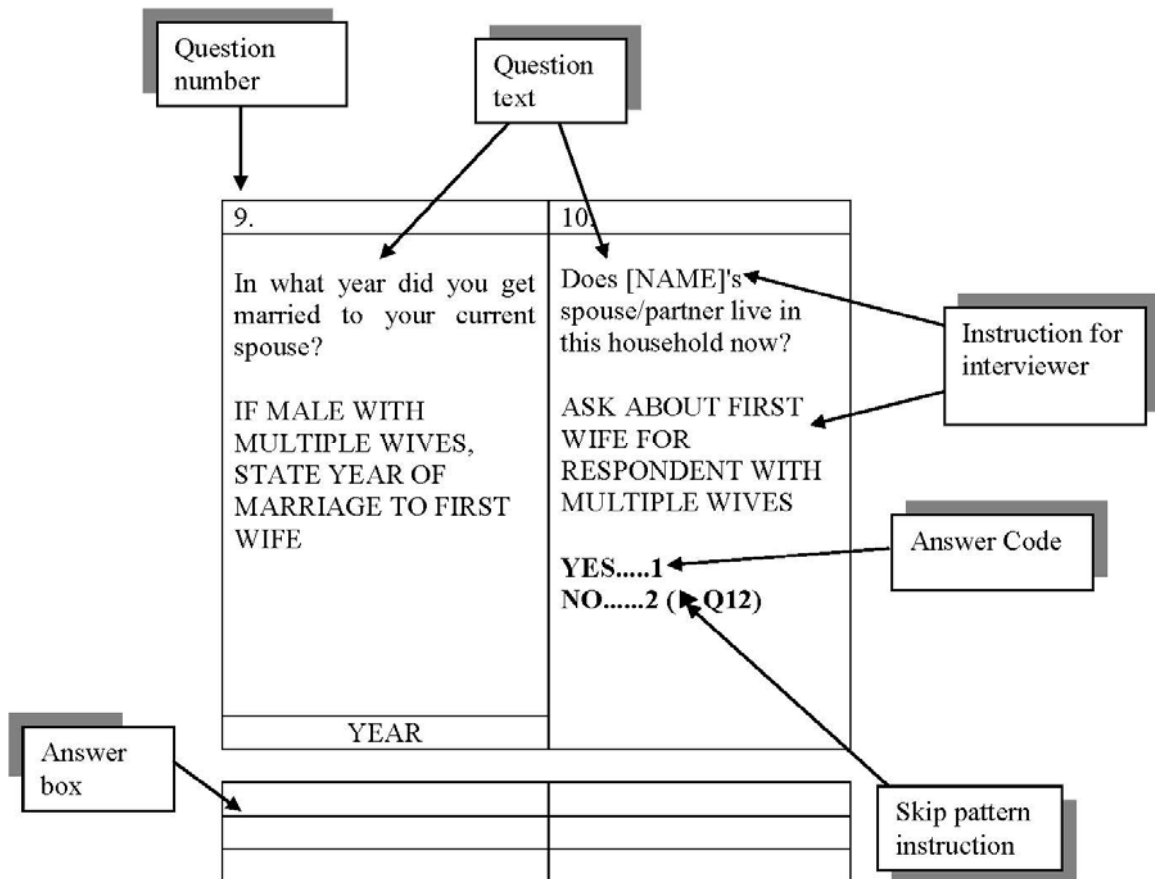 Question
number
Question
text
9.
10.
In what year did you get
married to your current
spouse?
IF MALE WITH
MULTIPLE WIVES,
STATE YEAR OF
MARRIAGE TO FIRST
WIFE
YEAR
Does [NAME]'s
spouse/partner live in
this household now?
ASK ABOUT FIRST
WIFE FOR
RESPONDENT WITH
MULTIPLE WIVES
YES.....1
NO......2 (►Q12)
Instruction for
interviewer
Answer Code
Answer
box
Skip pattern
instruction